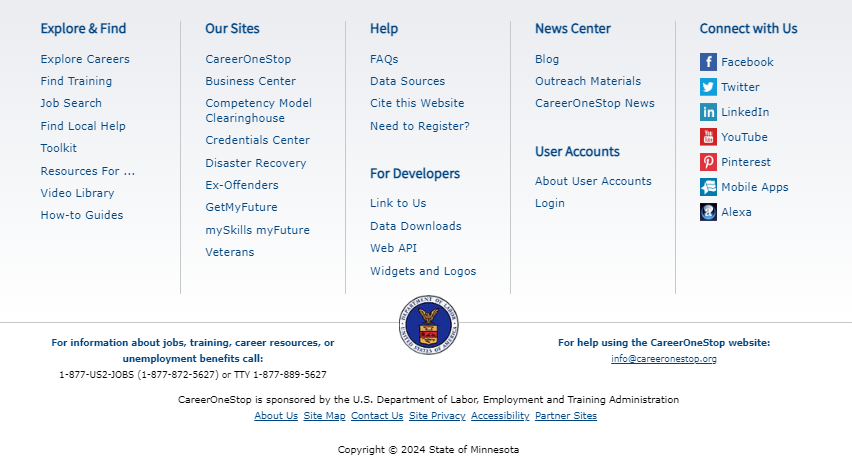 Explore & Find
Explore Careers
Find Training
Job Search
Find Local Help
Toolkit
Resources For ...
Video Library
How-to Guides
Our Sites
CareerOneStop
Business Center
Competency Model
Clearinghouse
Credentials Center
Disaster Recovery
Ex-Offenders
GetMyFuture
mySkills myFuture
Veterans
Help
FAQs
Data Sources
Cite this Website
Need to Register?
For Developers
Link to Us
Data Downloads
Web API
Widgets and Logos
News Center
Blog
Outreach Materials
CareerOneStop News
User Accounts
About User Accounts
Login
Connect with Us
Facebook
Twitter
LinkedIn
YouTube
Pinterest
Mobile Apps
Alexa
DEPARTMENT OF LABOR
UNITED STATES OF AMERICA
For information about jobs, training, career resources, or
unemployment benefits call:
1-877-US2-JOBS (1-877-872-5627) or TTY 1-877-889-5627
For help using the CareerOneStop website:
info@careeronestop.org
CareerOneStop is sponsored by the U.S. Department of Labor, Employment and Training Administration
About Us Site Map Contact Us Site Privacy Accessibility Partner Sites
Copyright © 2024 State of Minnesota